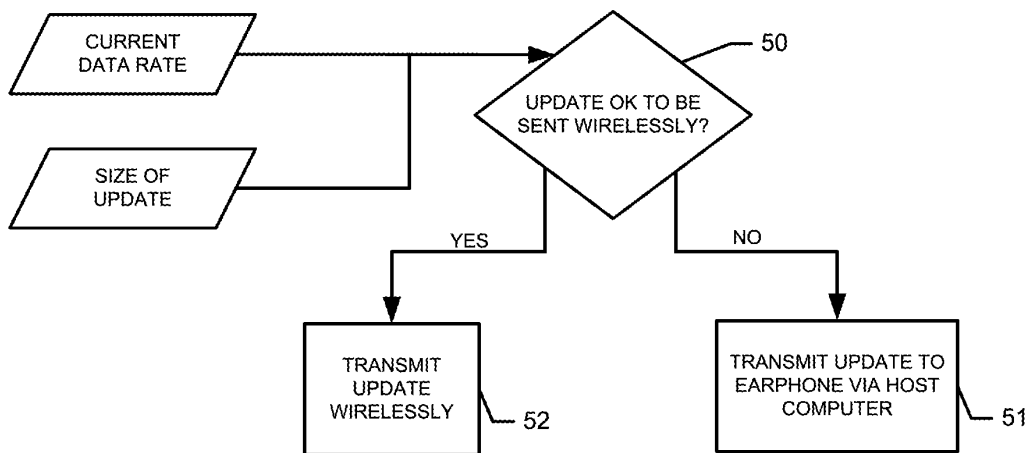 CURRENT
DATA RATE
50
UPDATE OK TO BE
SENT WIRELESSLY?
SIZE OF
UPDATE
YES
NO
TRANSMIT
UPDATE
WIRELESSLY
52
TRANSMIT UPDATE TO
EARPHONE VIA HOST
COMPUTER
51